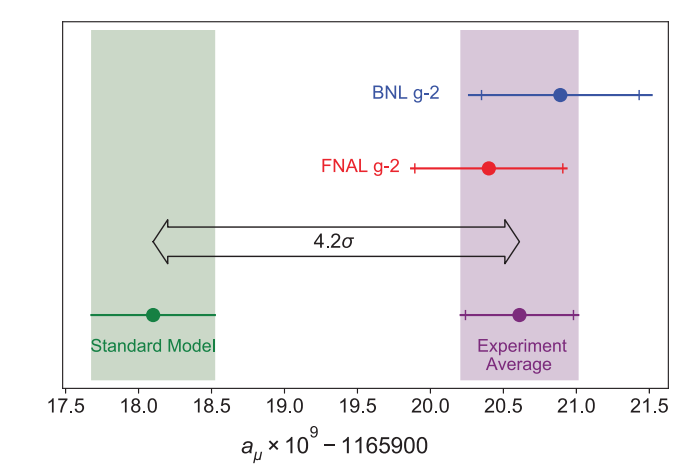 BNL g-2
FNAL g-2
4.2σ
Standard Model
Experiment
Average
17.5 18.0 18.5 19.0 19.5 20.0 20.5 21.0 21.5
aμ × 10⁹ − 1165900